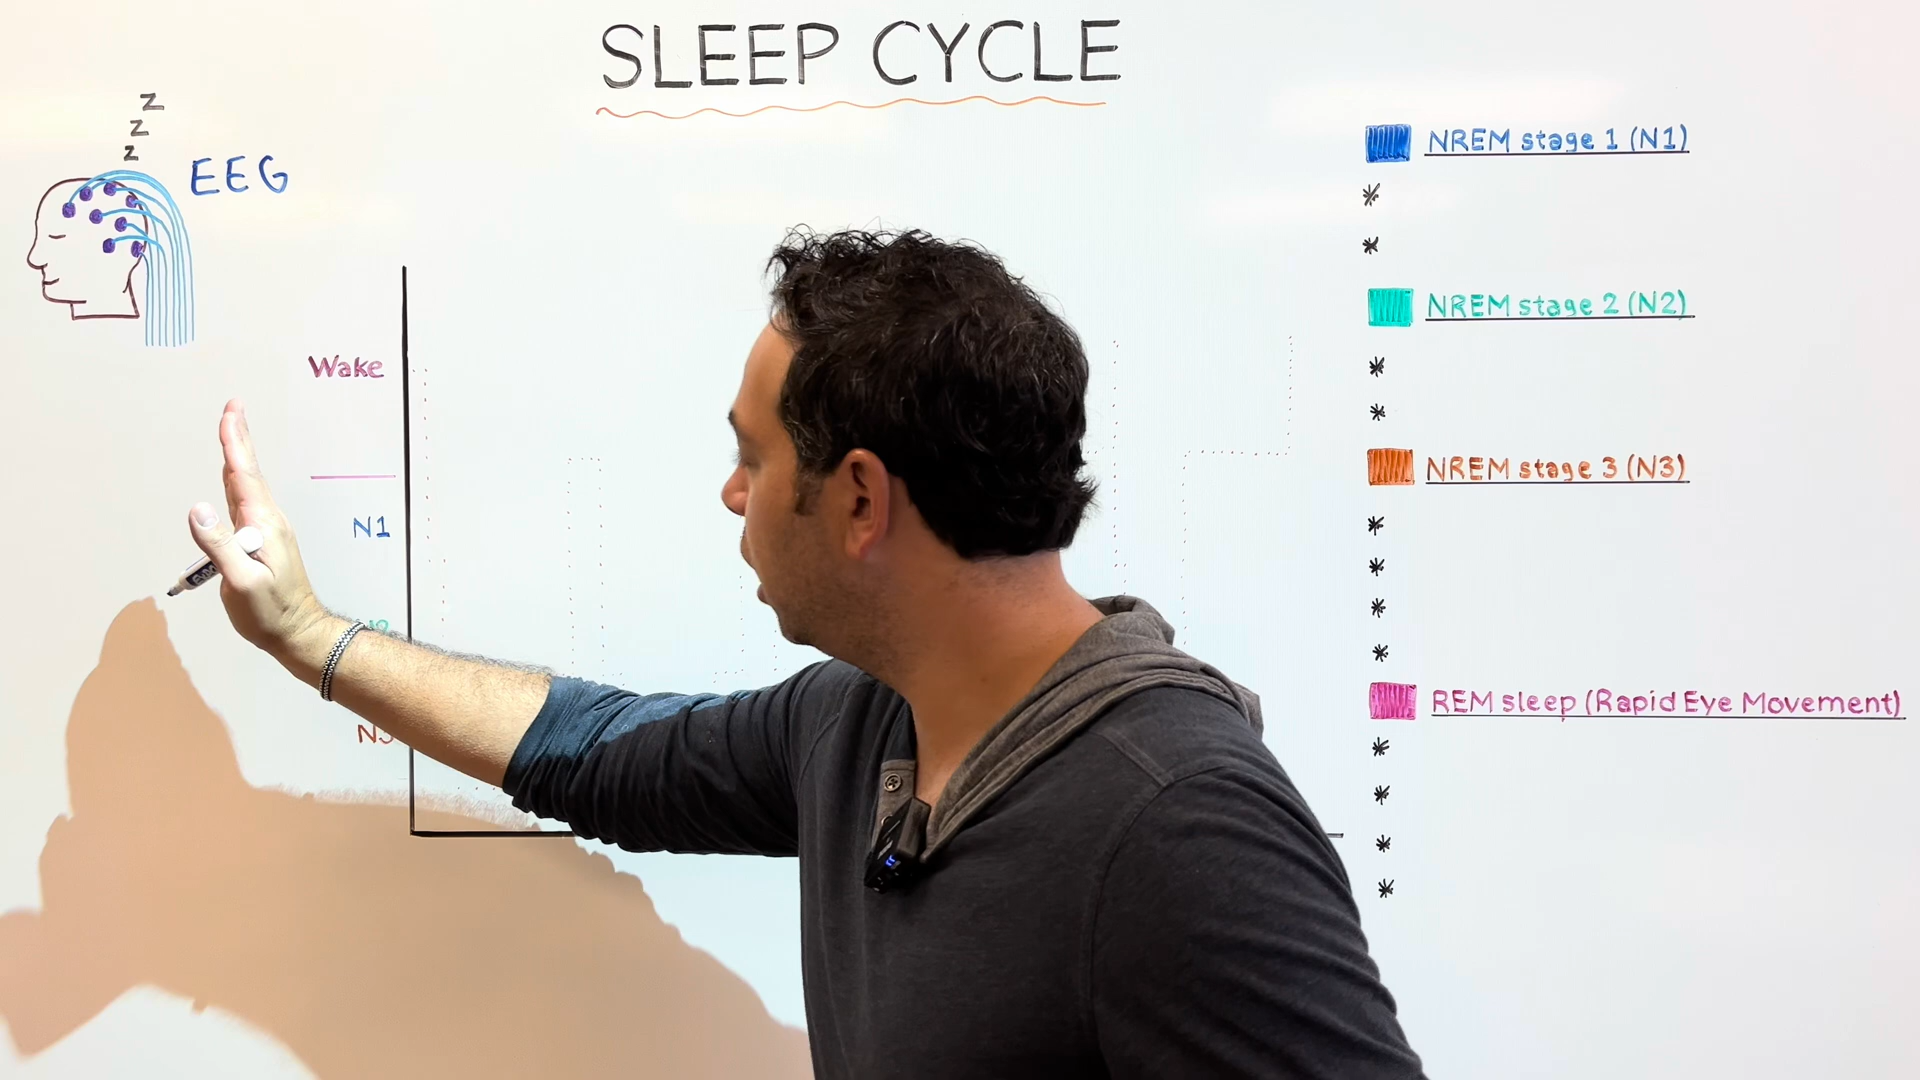 SLEEP CYCLE
z
z
z
EEG
Wake
N1
N3
NREM stage 1 (N1)
*
*
NREM stage 2 (N2)
*
*
NREM stage 3 (N3)
*
*
*
*
REM sleep (Rapid Eye Movement)
*
*
*
*